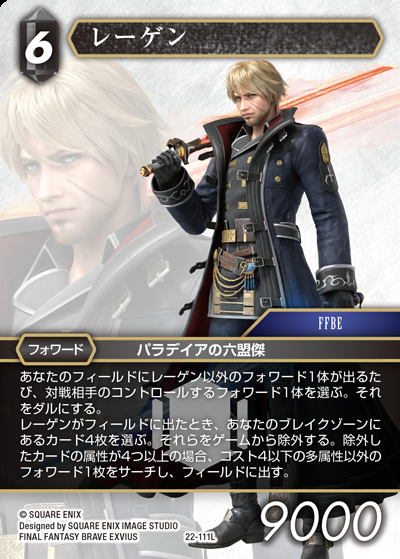 6
レーゲン
FFBE
フォワード
パラデイアの六盟傑
あなたのフィールドにレーゲン以外のフォワード1体が出るた
び、対戦相手のコントロールするフォワード1体を選ぶ。それ
をダルにする。
レーゲンがフィールドに出たとき、あなたのブレイクゾーンに
あるカード4枚を選ぶ。それらをゲームから除外する。除外し
たカードの属性が4つ以上の場合、コスト4以下の多属性以外の
フォワード1枚をサーチし、フィールドに出す。
© SQUARE ENIX
Designed by SQUARE ENIX IMAGE STUDIO
FINAL FANTASY BRAVE EXVIUS
22-111L
9000